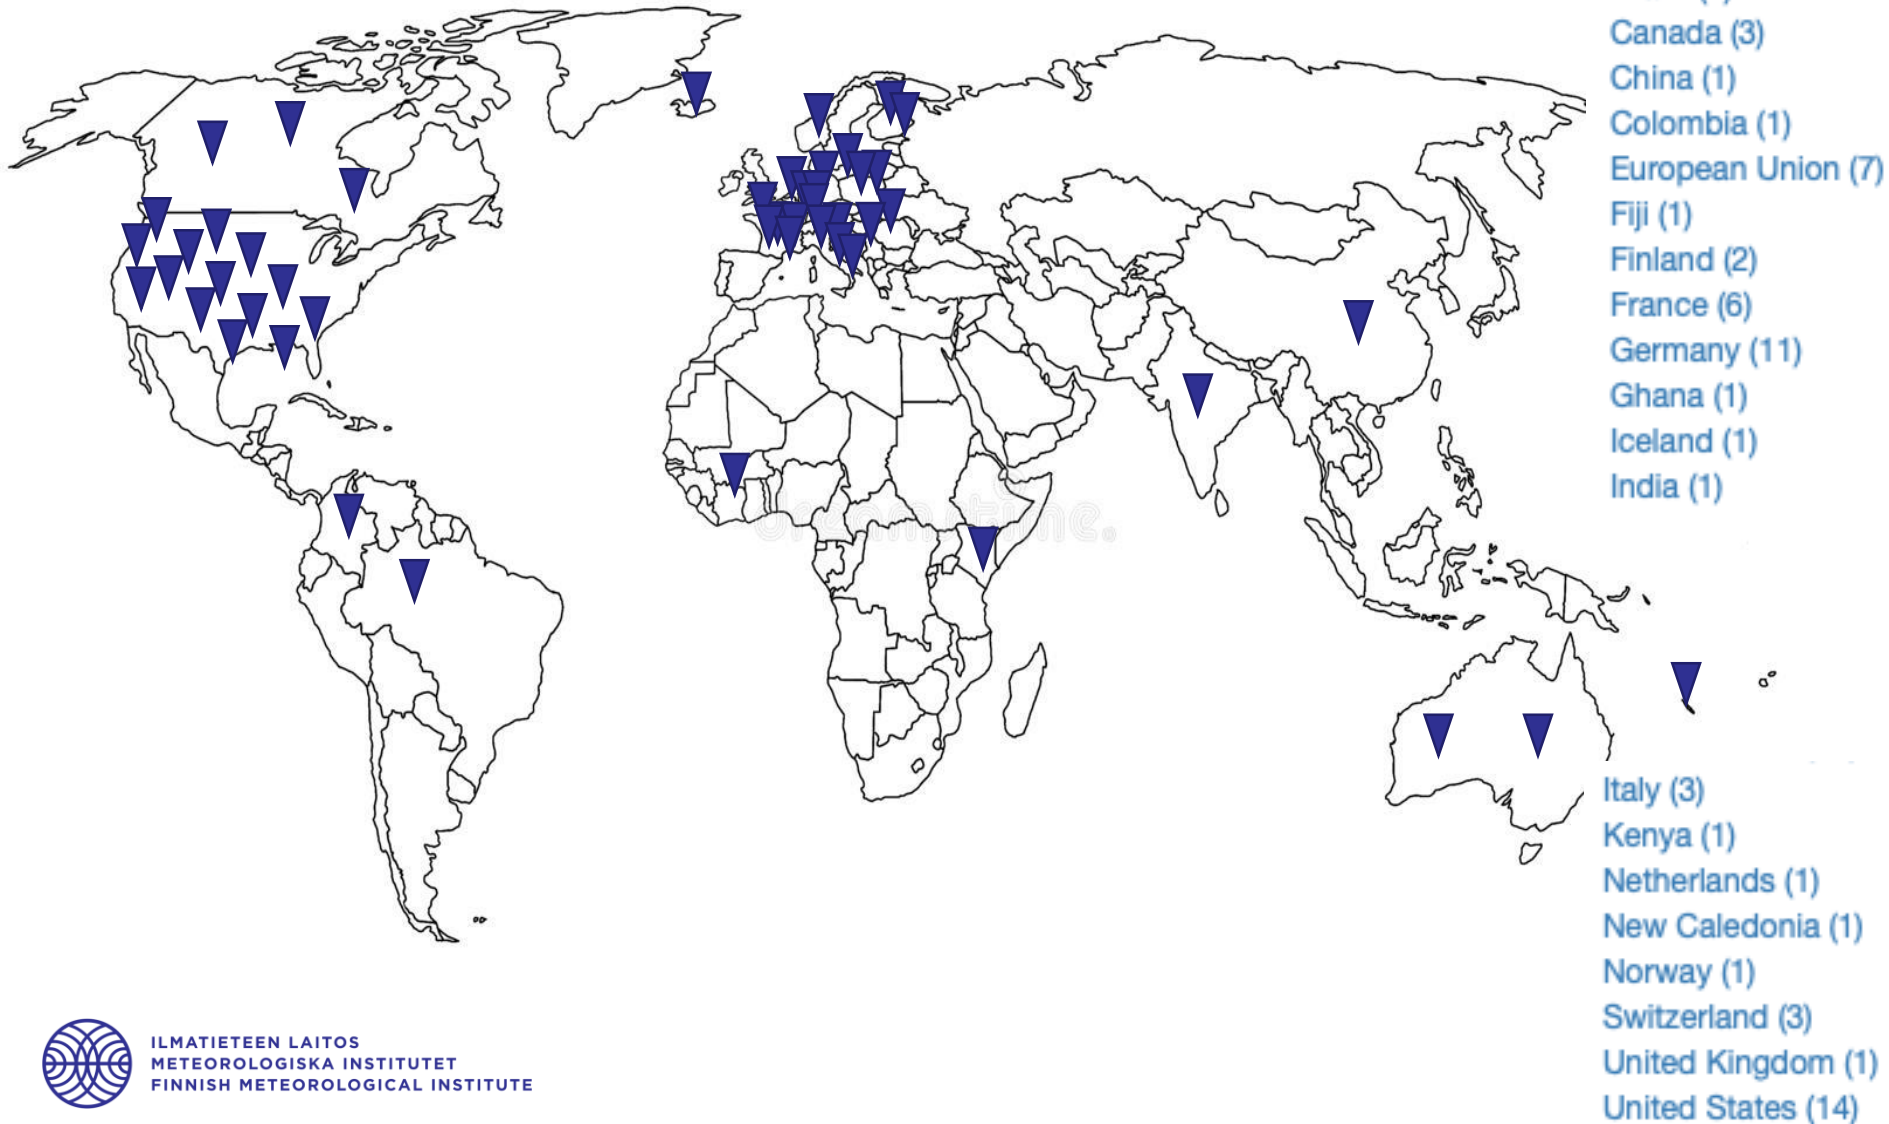 Canada (3)
China (1)
Colombia (1)
European Union (7)
Fiji (1)
Finland (2)
France (6)
Germany (11)
Ghana (1)
Iceland (1)
India (1)
dreamstime.
Italy (3)
Kenya (1)
Netherlands (1)
New Caledonia (1)
Norway (1)
Switzerland (3)
United Kingdom (1)
United States (14)
ILMATIETEEN LAITOS
METEOROLOGISKA INSTITUTET
FINNISH METEOROLOGICAL INSTITUTE